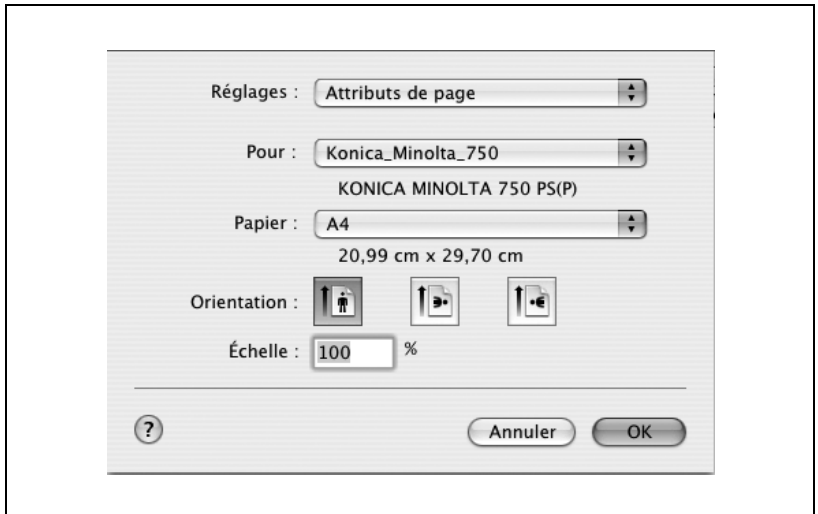 Réglages : Attributs de page
Pour : Konica_Minolta_750
KONICA MINOLTA 750 PS(P)
Papier : A4
20,99 cm x 29,70 cm
Orientation :
Échelle : 100 %
? Annuler OK